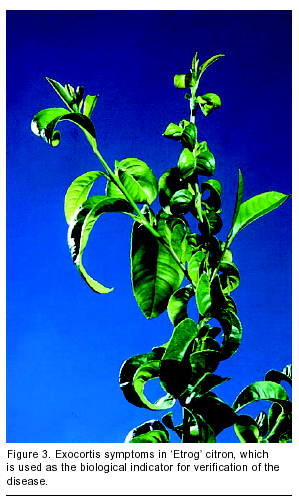 Figure 3. Exocortis symptoms in ‘Etrog’ citron, which
is used as the biological indicator for verification of the
disease.